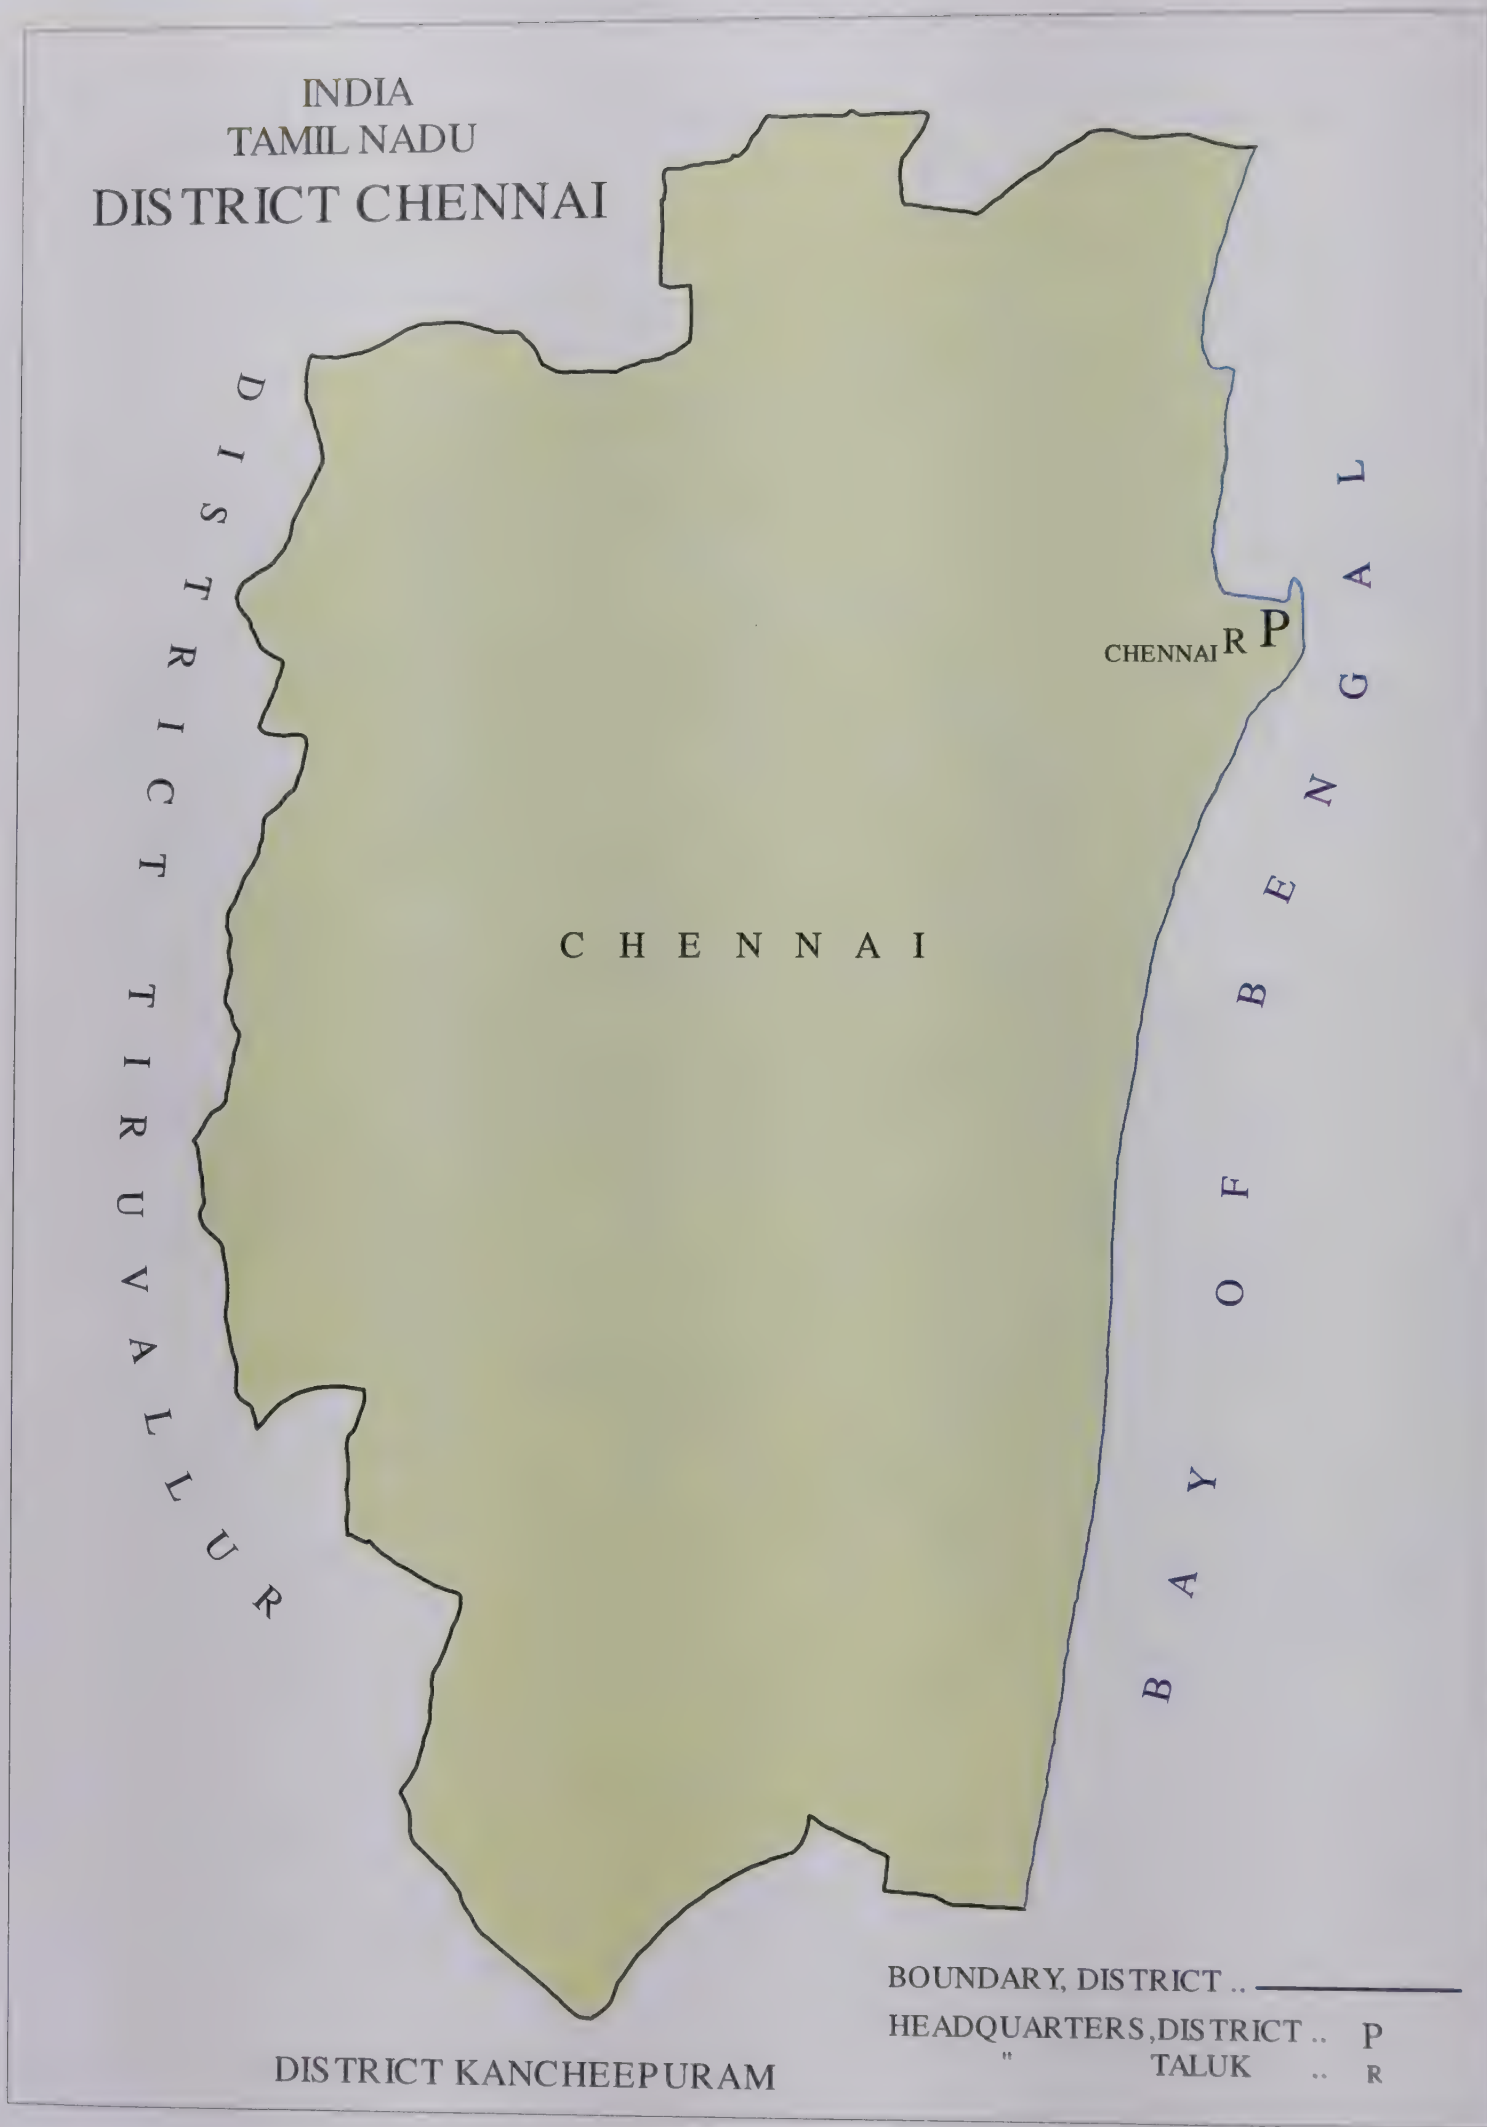 INDIA
TAMIL NADU
DISTRICT CHENNAI
DISTRICT TIRUVALLUR
BAY OF BENGAL
CHENNAI R P
CHENNAI
BOUNDARY, DISTRICT ..
HEADQUARTERS ,DISTRICT .. P
" TALUK .. R
DISTRICT KANCHEEPURAM